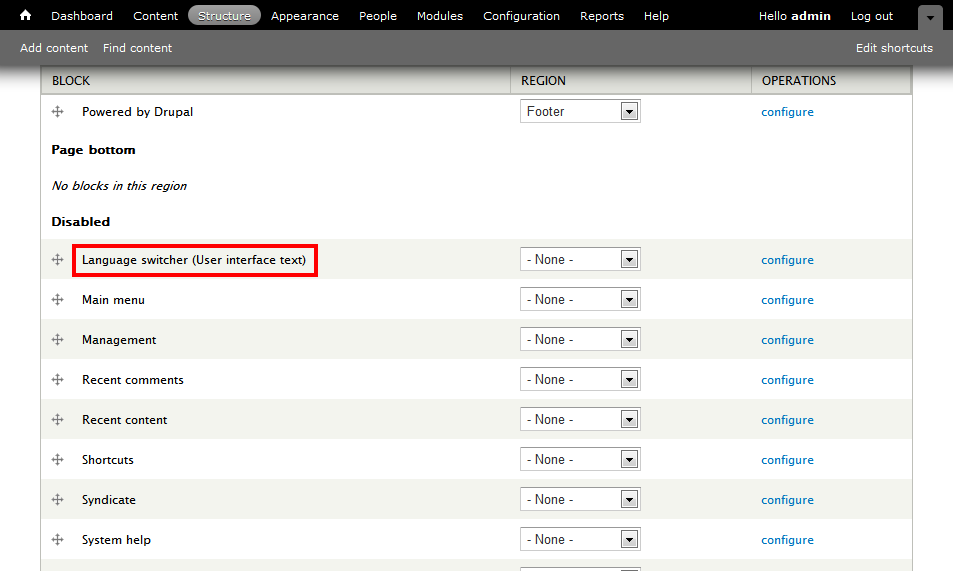 Dashboard Content Structure Appearance People Modules Configuration Reports Help Hello admin Log out
Add content Find content Edit shortcuts
BLOCK REGION OPERATIONS
Powered by Drupal Footer configure
Page bottom
No blocks in this region
Disabled
Language switcher (User interface text) - None - configure
Main menu - None - configure
Management - None - configure
Recent comments - None - configure
Recent content - None - configure
Shortcuts - None - configure
Syndicate - None - configure
System help - None - configure